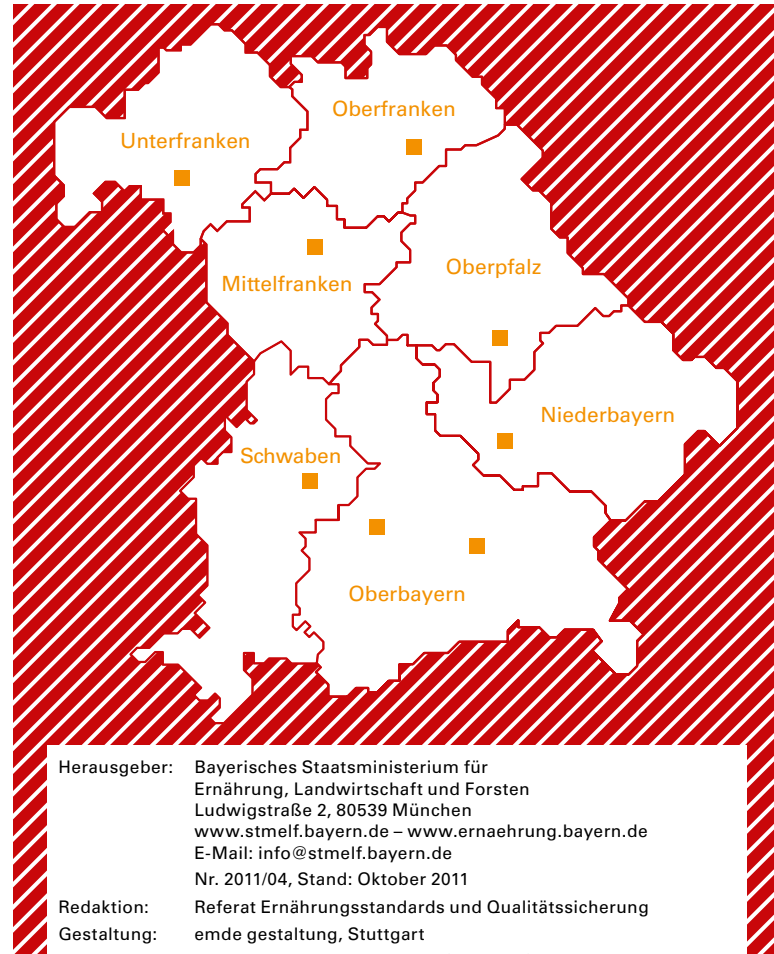 Oberfranken
Unterfranken
Oberpfalz
Mittelfranken
Niederbayern
Schwaben
Oberbayern
Herausgeber: Bayerisches Staatsministerium für
Ernährung, Landwirtschaft und Forsten
Ludwigstraße 2, 80539 München
www.stmelf.bayern.de – www.ernaehrung.bayern.de
E-Mail: info@stmelf.bayern.de
Nr. 2011/04, Stand: Oktober 2011
Redaktion: Referat Ernährungsstandards und Qualitätssicherung
Gestaltung: emde gestaltung, Stuttgart